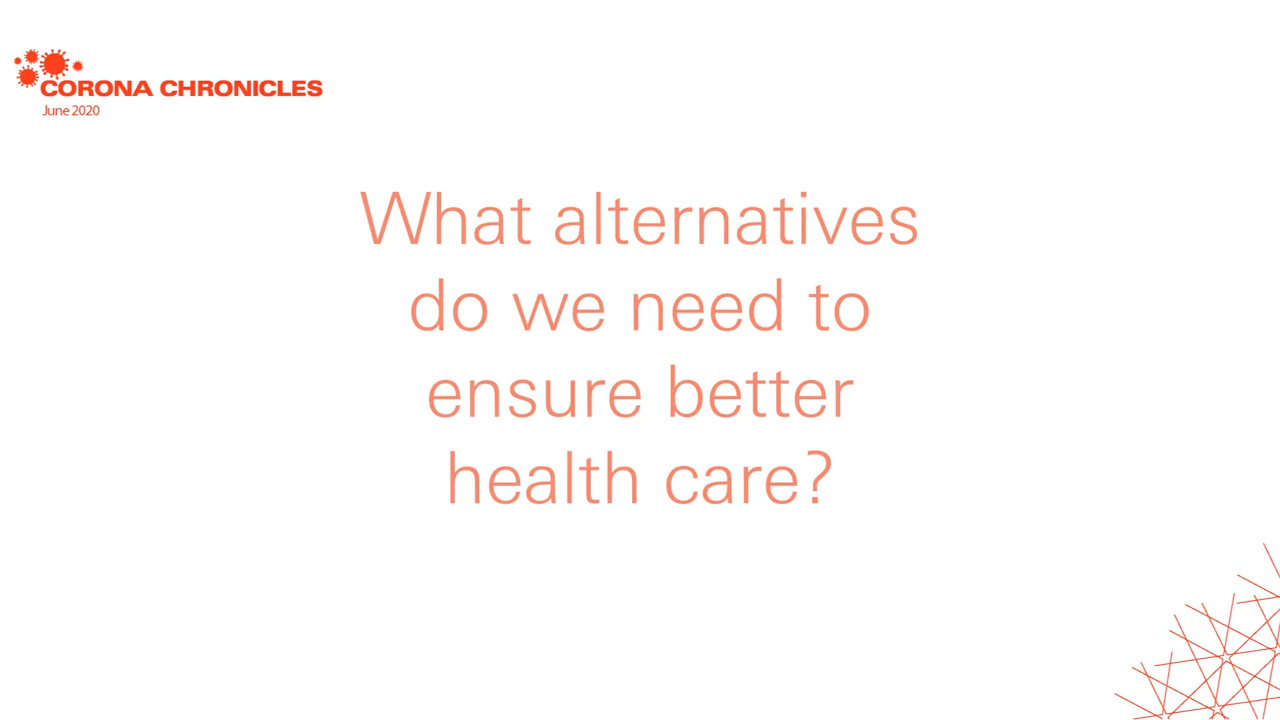 CORONA CHRONICLES
June 2020
What alternatives
do we need to
ensure better
health care?